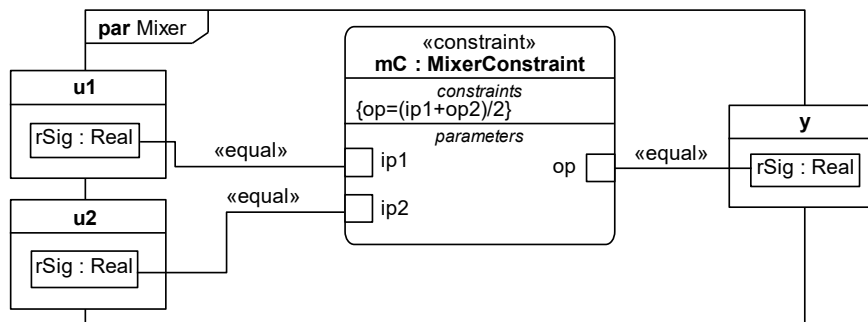 par Mixer
«constraint»
mC : MixerConstraint
constraints
{op=(ip1+op2)/2}
parameters
u1
rSig : Real
«equal»
ip1
op
«equal»
y
rSig : Real
u2
rSig : Real
«equal»
ip2